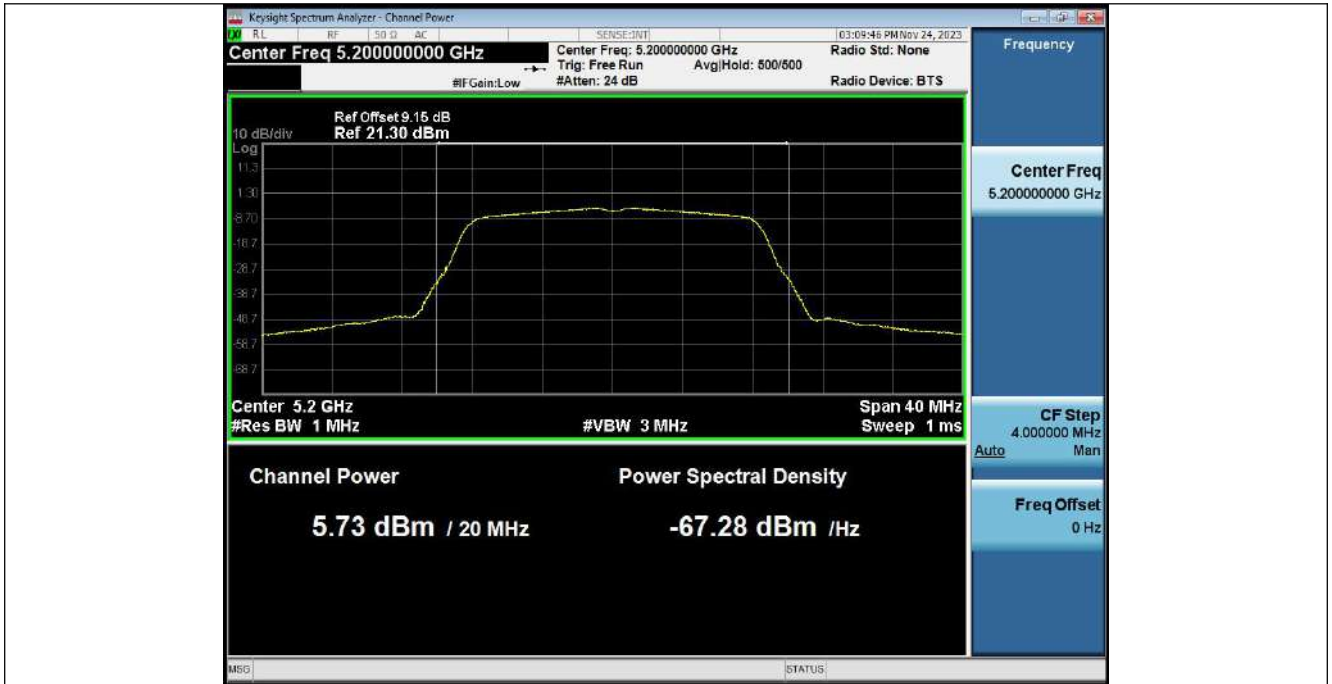 Keysight Spectrum Analyzer - Channel Power
RL RF 50 Ω AC SENSE:INT 03:09:46 PM Nov 24, 2023
Center Freq 5.200000000 GHz
Center Freq: 5.200000000 GHz Radio Std: None
Trig: Free Run Avg|Hold: 500/500
#IFGain:Low #Atten: 24 dB Radio Device: BTS
Frequency
Ref Offset 9.15 dB
10 dB/div Ref 21.30 dBm
Log
11.3
1.30
-8.70
-18.7
-28.7
-38.7
-48.7
-58.7
-68.7
Center 5.2 GHz Span 40 MHz
#Res BW 1 MHz #VBW 3 MHz Sweep 1 ms
Channel Power Power Spectral Density
5.73 dBm / 20 MHz -67.28 dBm /Hz
Center Freq
5.200000000 GHz
CF Step
4.000000 MHz
Auto Man
Freq Offset
0 Hz
MSG STATUS